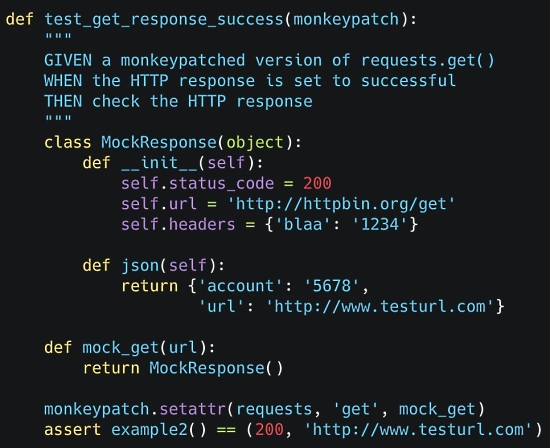 def test_get_response_success(monkeypatch):
    """
    GIVEN a monkeypatched version of requests.get()
    WHEN the HTTP response is set to successful
    THEN check the HTTP response
    """
    class MockResponse(object):
        def __init__(self):
            self.status_code = 200
            self.url = 'http://httpbin.org/get'
            self.headers = {'blaa': '1234'}

        def json(self):
            return {'account': '5678',
                    'url': 'http://www.testurl.com'}

    def mock_get(url):
        return MockResponse()

    monkeypatch.setattr(requests, 'get', mock_get)
    assert example2() == (200, 'http://www.testurl.com')